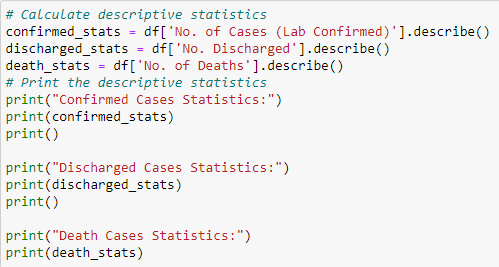 # Calculate descriptive statistics
confirmed_stats = df['No. of Cases (Lab Confirmed)'].describe()
discharged_stats = df['No. Discharged'].describe()
death_stats = df['No. of Deaths'].describe()
# Print the descriptive statistics
print("Confirmed Cases Statistics:")
print(confirmed_stats)
print()
print("Discharged Cases Statistics:")
print(discharged_stats)
print()
print("Death Cases Statistics:")
print(death_stats)